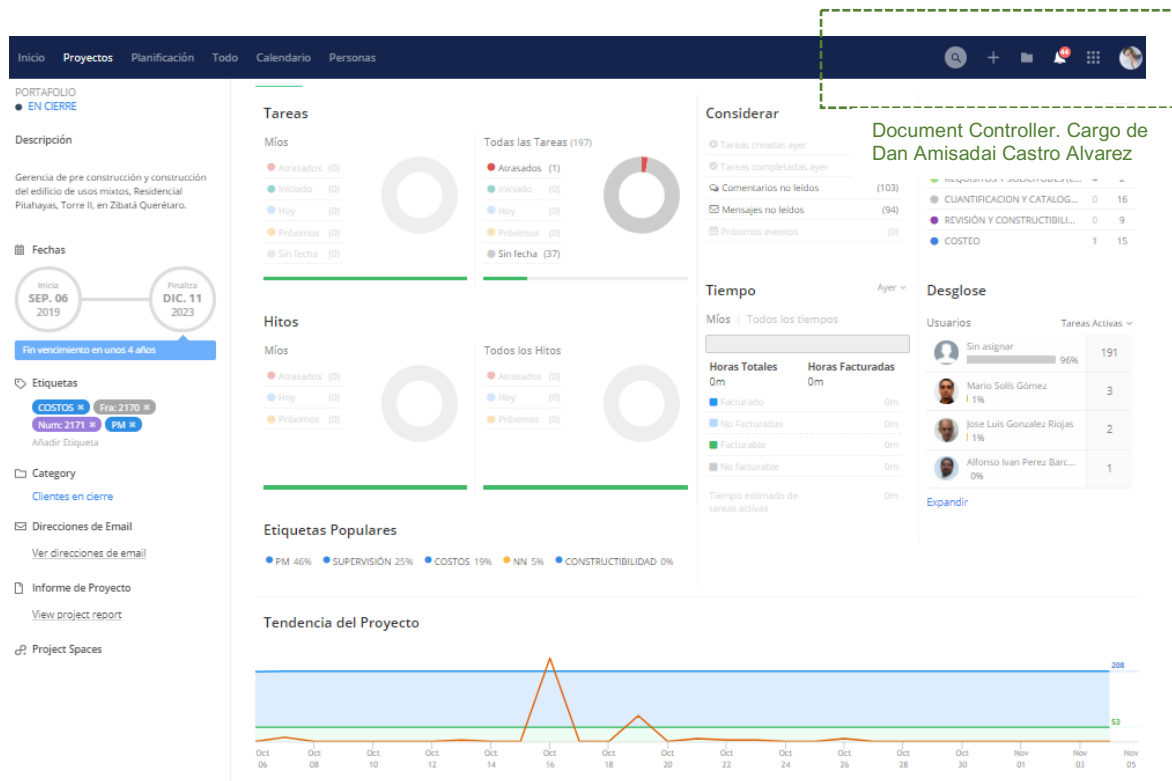 Inicio Proyectos Planificación Todo Calendario Personas
44
PORTAFOLIO
EN CIERRE
Descripción
Gerencia de pre construcción y construcción
del edificio de usos mixtos, Residencial
Pitahayas, Torre II, en Zibatá Querétaro.
Fechas
Inicia
SEP. 06
2019
Finaliza
DIC. 11
2023
Fin vencimiento en unos 4 años
Etiquetas
COSTOS Fra: 2170
Num: 2171 PM
Añadir Etiqueta
Category
Clientes en cierre
Direcciones de Email
Ver direcciones de email
Informe de Proyecto
View project report
Project Spaces
Tareas
Míos
Atrasados (0)
Iniciado (0)
Hoy (0)
Próximos (0)
Sin fecha (0)
Todas las Tareas (197)
Atrasados (1)
Iniciado (0)
Hoy (0)
Próximos (0)
Sin fecha (37)
Hitos
Míos
Atrasados (0)
Hoy (0)
Próximos (0)
Todos los Hitos
Atrasados (0)
Hoy (0)
Próximos (0)
Etiquetas Populares
PM 46% SUPERVISIÓN 25% COSTOS 19% NN 5% CONSTRUCTIBILIDAD 0%
Considerar
Tareas creadas ayer
Tareas completadas ayer
Comentarios no leídos (103)
Mensajes no leídos (94)
Próximos eventos (0)
Tiempo Ayer
Míos | Todos los tiempos
Horas Totales Horas Facturadas
0m 0m
Facturado 0m
No Facturadas 0m
Facturable 0m
No facturable 0m
Tiempo estimado de 0m
tareas activas
Document Controller. Cargo de
Dan Amisadai Castro Alvarez
REQUISITOS Y SOLICITUDES (E... 4 2
CUANTIFICACION Y CATALOG... 0 16
REVISIÓN Y CONSTRUCTIBILI... 0 9
COSTEO 1 15
Desglose
Usuarios Tareas Activas
Sin asignar 191
96%
Mario Solís Gómez 3
1%
Jose Luis Gonzalez Riojas 2
1%
Alfonso Ivan Perez Barc... 1
0%
Expandir
Tendencia del Proyecto
208
53
Oct Oct Oct Oct Oct Oct Oct Oct Oct Oct Oct Oct Oct Nov Nov Nov
06 08 10 12 14 16 18 20 22 24 26 28 30 01 03 05